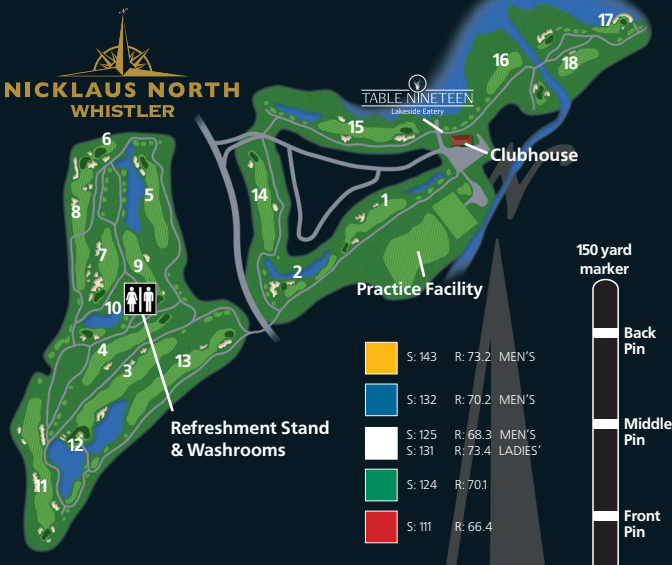 N
NICKLAUS NORTH
WHISTLER
TABLE NINETEEN
Lakeside Eatery
Clubhouse
17
16
18
15
6
5
14
8
1
7
9
2
10
Practice Facility
4
3
13
12
11
Refreshment Stand
& Washrooms
S: 143 R: 73.2 MEN'S
S: 132 R: 70.2 MEN'S
S: 125 R: 68.3 MEN'S
S: 131 R: 73.4 LADIES'
S: 124 R: 70.1
S: 111 R: 66.4
150 yard
marker
Back
Pin
Middle
Pin
Front
Pin